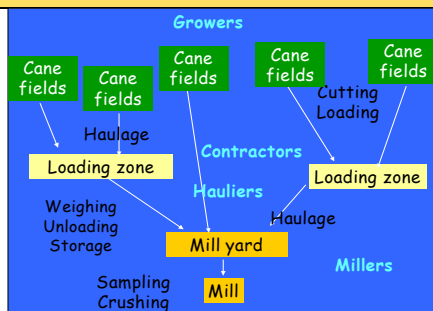 Growers
Cane
fields
Cane
fields
Cane
fields
Cane
fields
Cane
fields
Cutting
Loading
Haulage
Contractors
Loading zone
Loading zone
Hauliers
Weighing
Unloading
Storage
Haulage
Mill yard
Millers
Sampling
Crushing
Mill